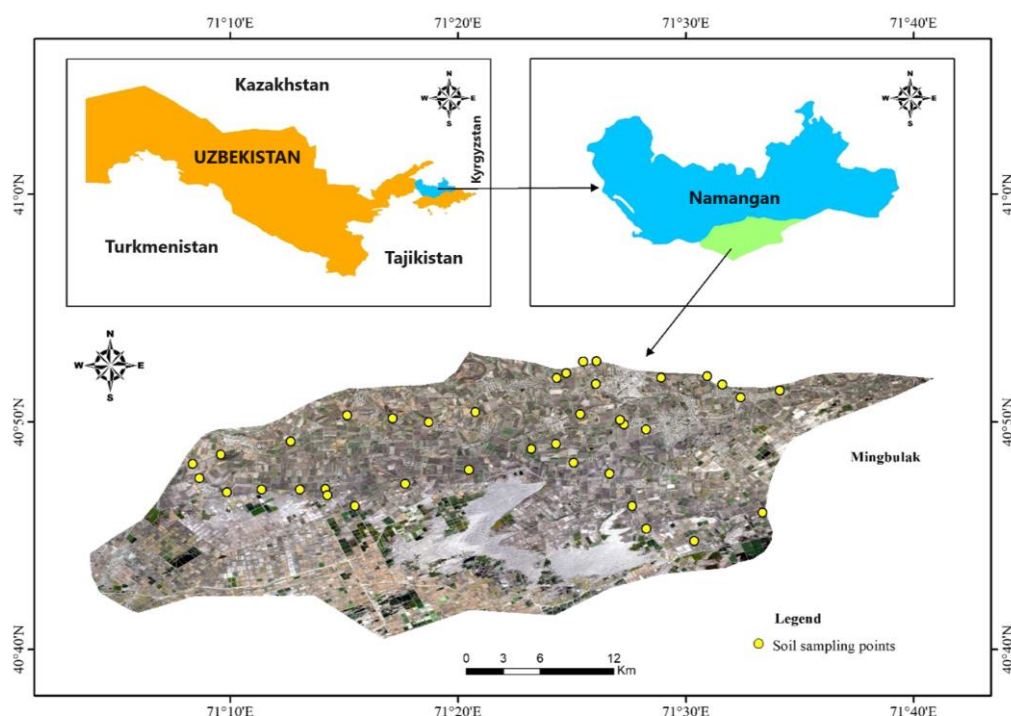 71°10'E 71°20'E 71°30'E 71°40'E
N
W E
S
Kazakhstan
UZBEKISTAN
Kyrgyzstan
Turkmenistan
Tajikistan
N
W E
S
Namangan
41°0'N
41°0'N
N
W E
S
40°50'N
40°50'N
Mingbulak
Legend
Soil sampling points
0 3 6 12
Km
40°40'N
40°40'N
71°10'E 71°20'E 71°30'E 71°40'E